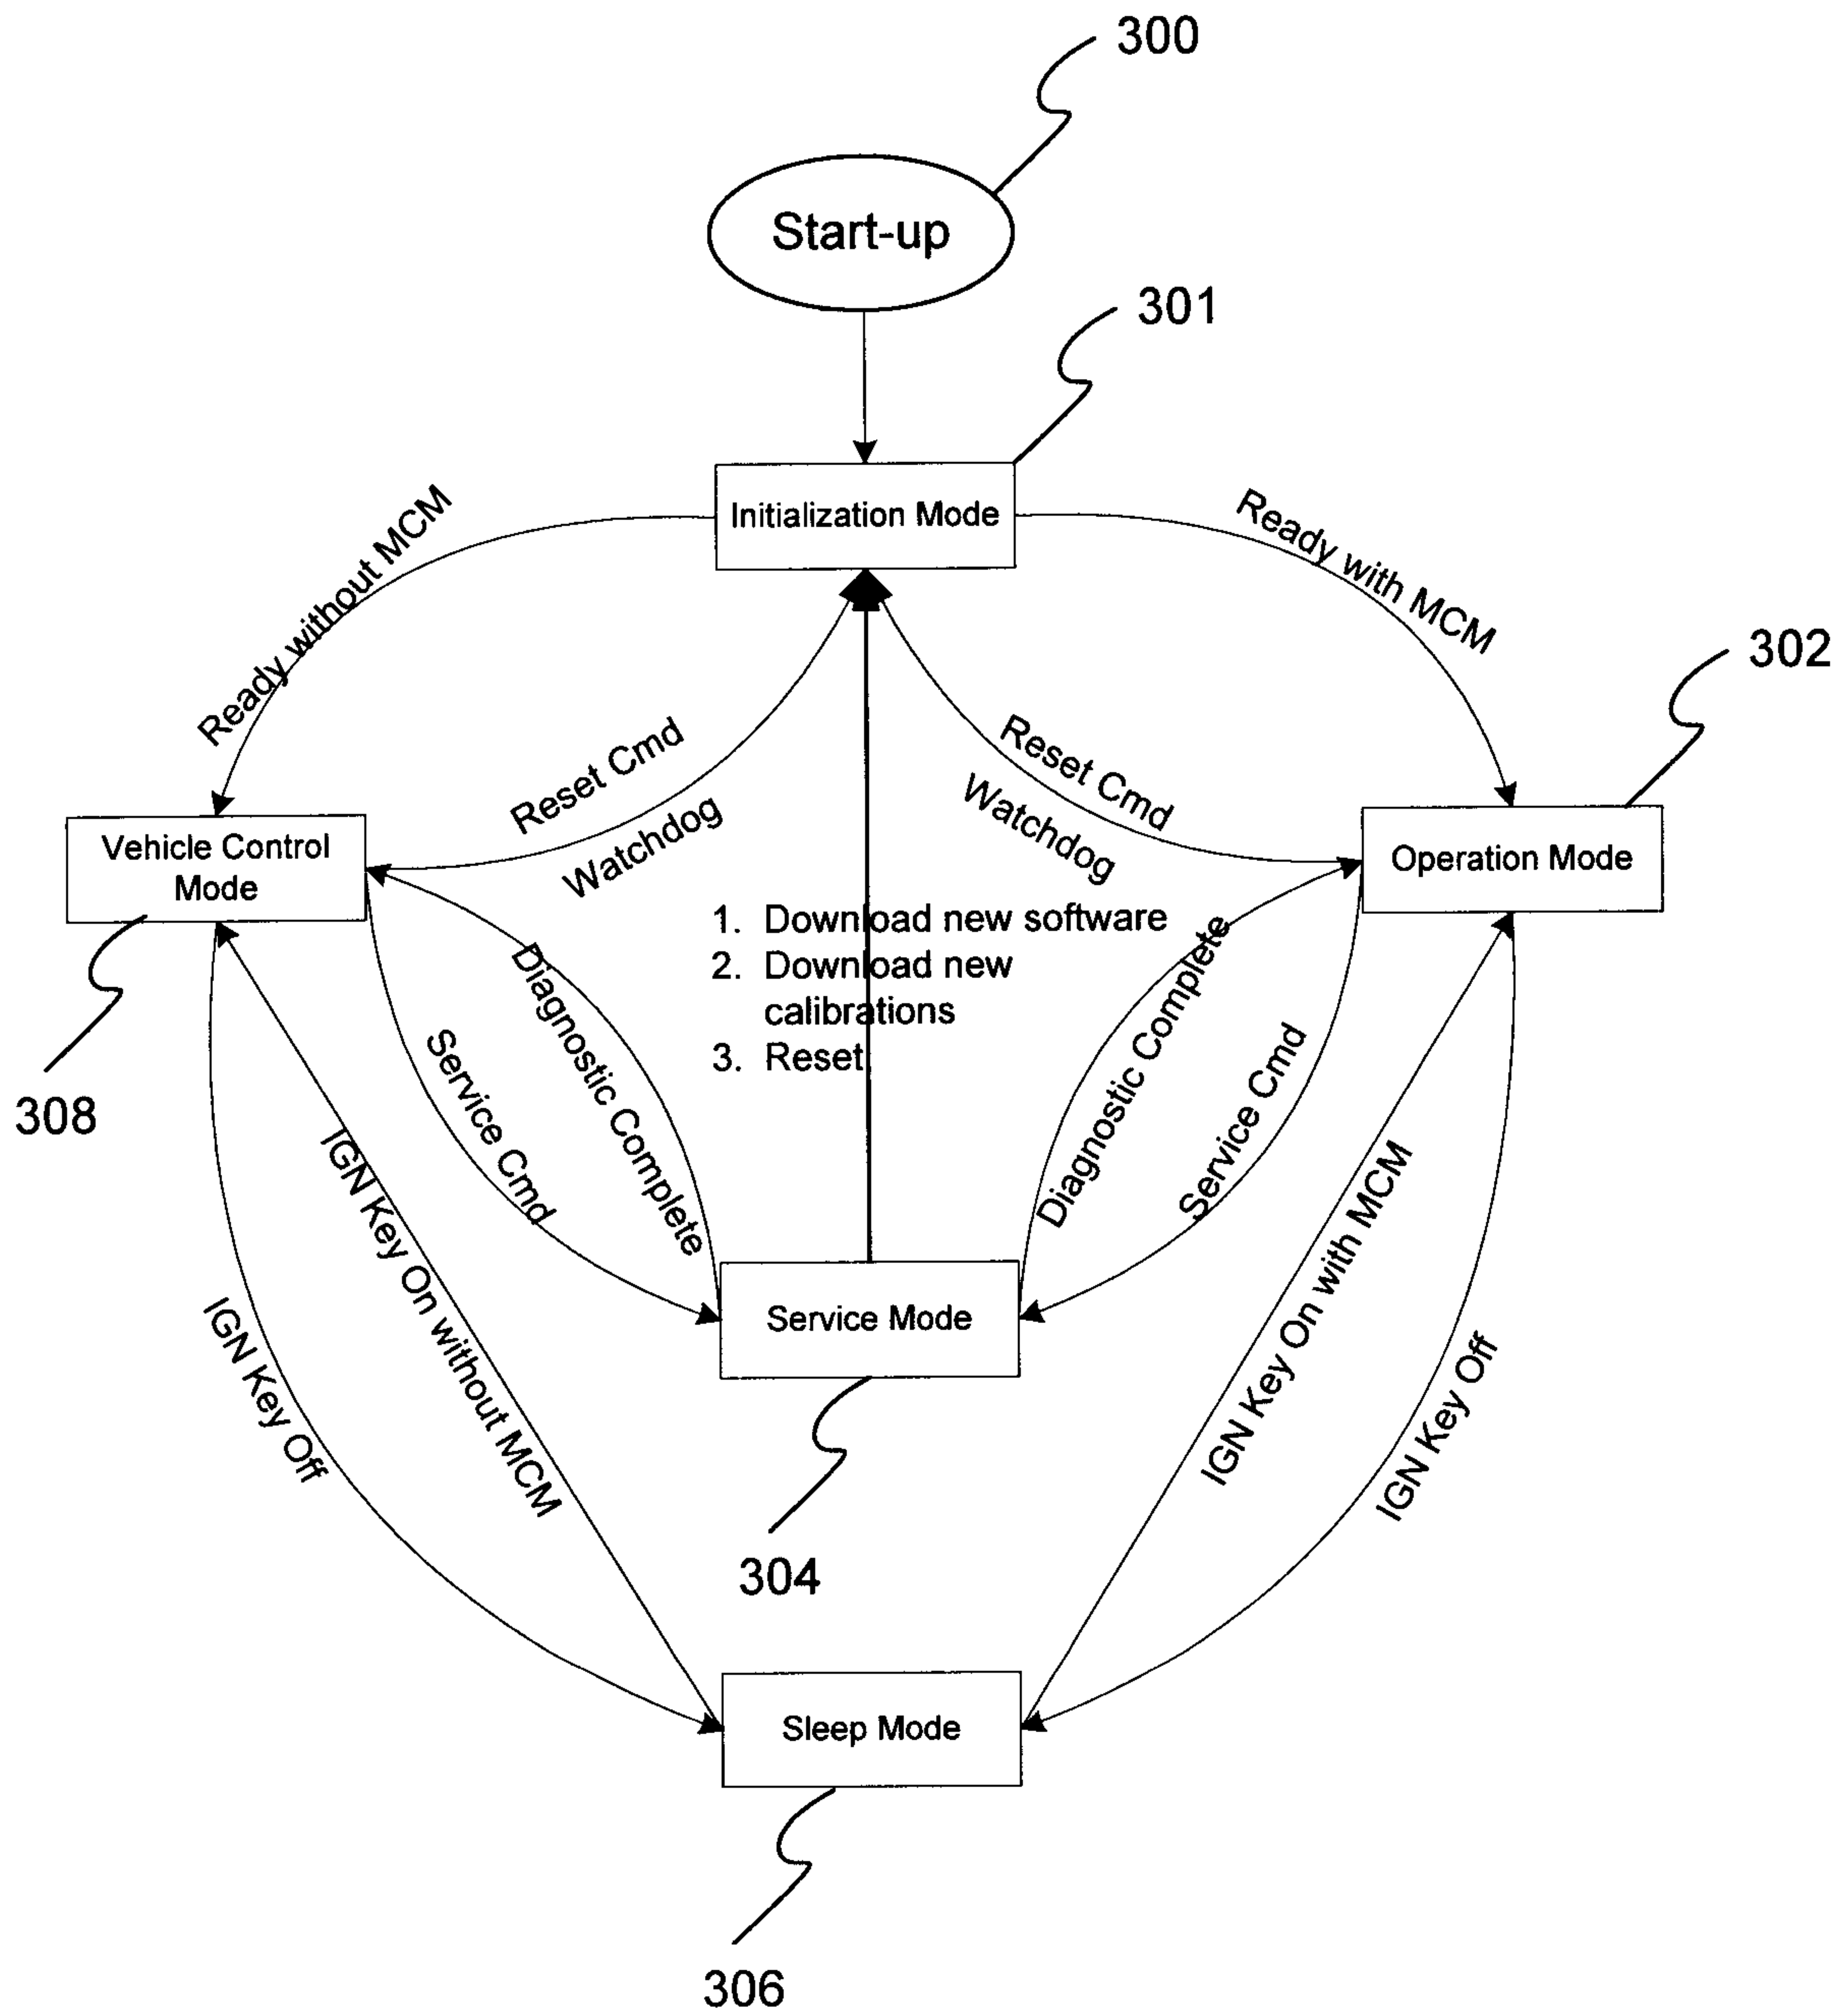 300
Start-up
301
Initialization Mode
Ready without MCM
Ready with MCM
302
Reset Cmd
Watchdog
Reset Cmd
Watchdog
Vehicle Control
Mode
Operation Mode
308
1. Download new software
2. Download new
calibrations
3. Reset
Diagnostic Complete
Service Cmd
Diagnostic Complete
Service Cmd
IGN Key On without MCM
IGN Key Off
IGN Key On with MCM
IGN Key Off
Service Mode
304
Sleep Mode
306